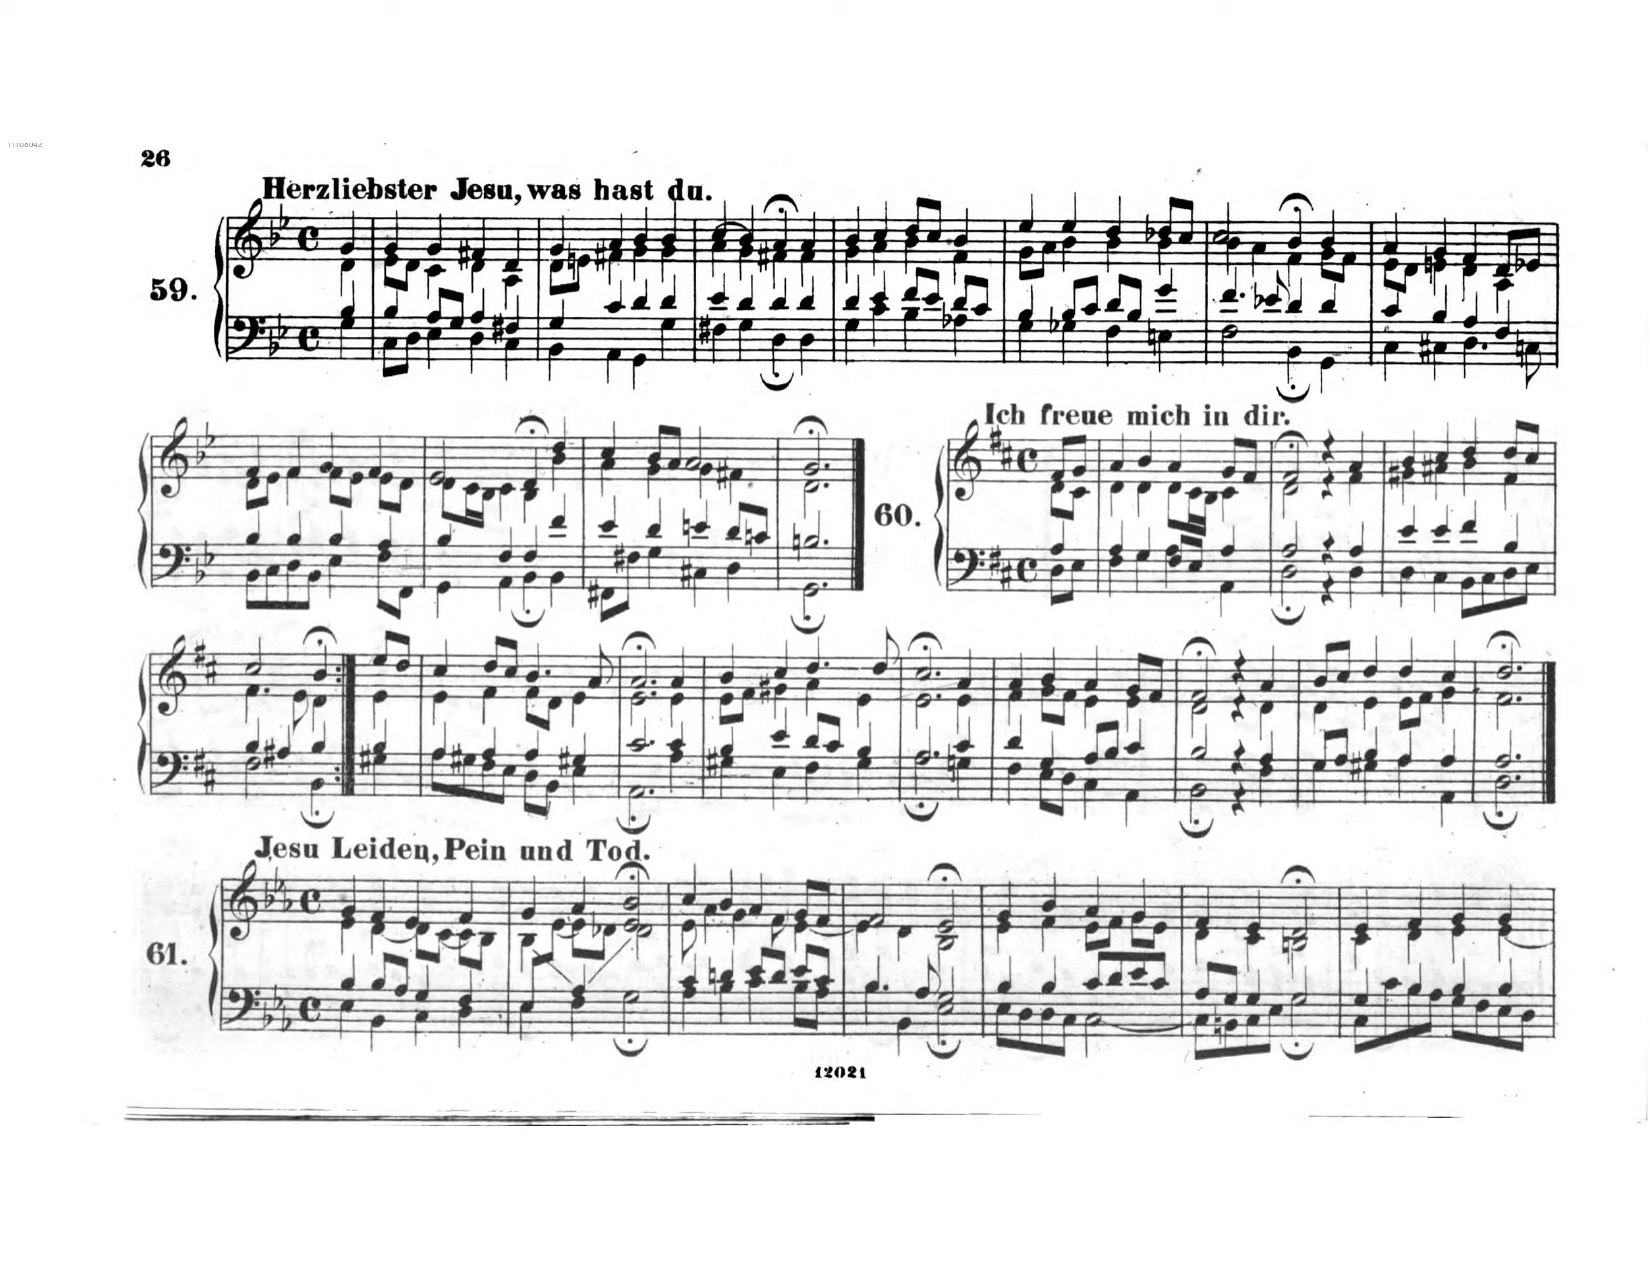 26
Herzliebster Jesu, was hast du.
59.
Ich freue mich in dir.
60.
Jesu Leiden, Pein und Tod.
61.
12021